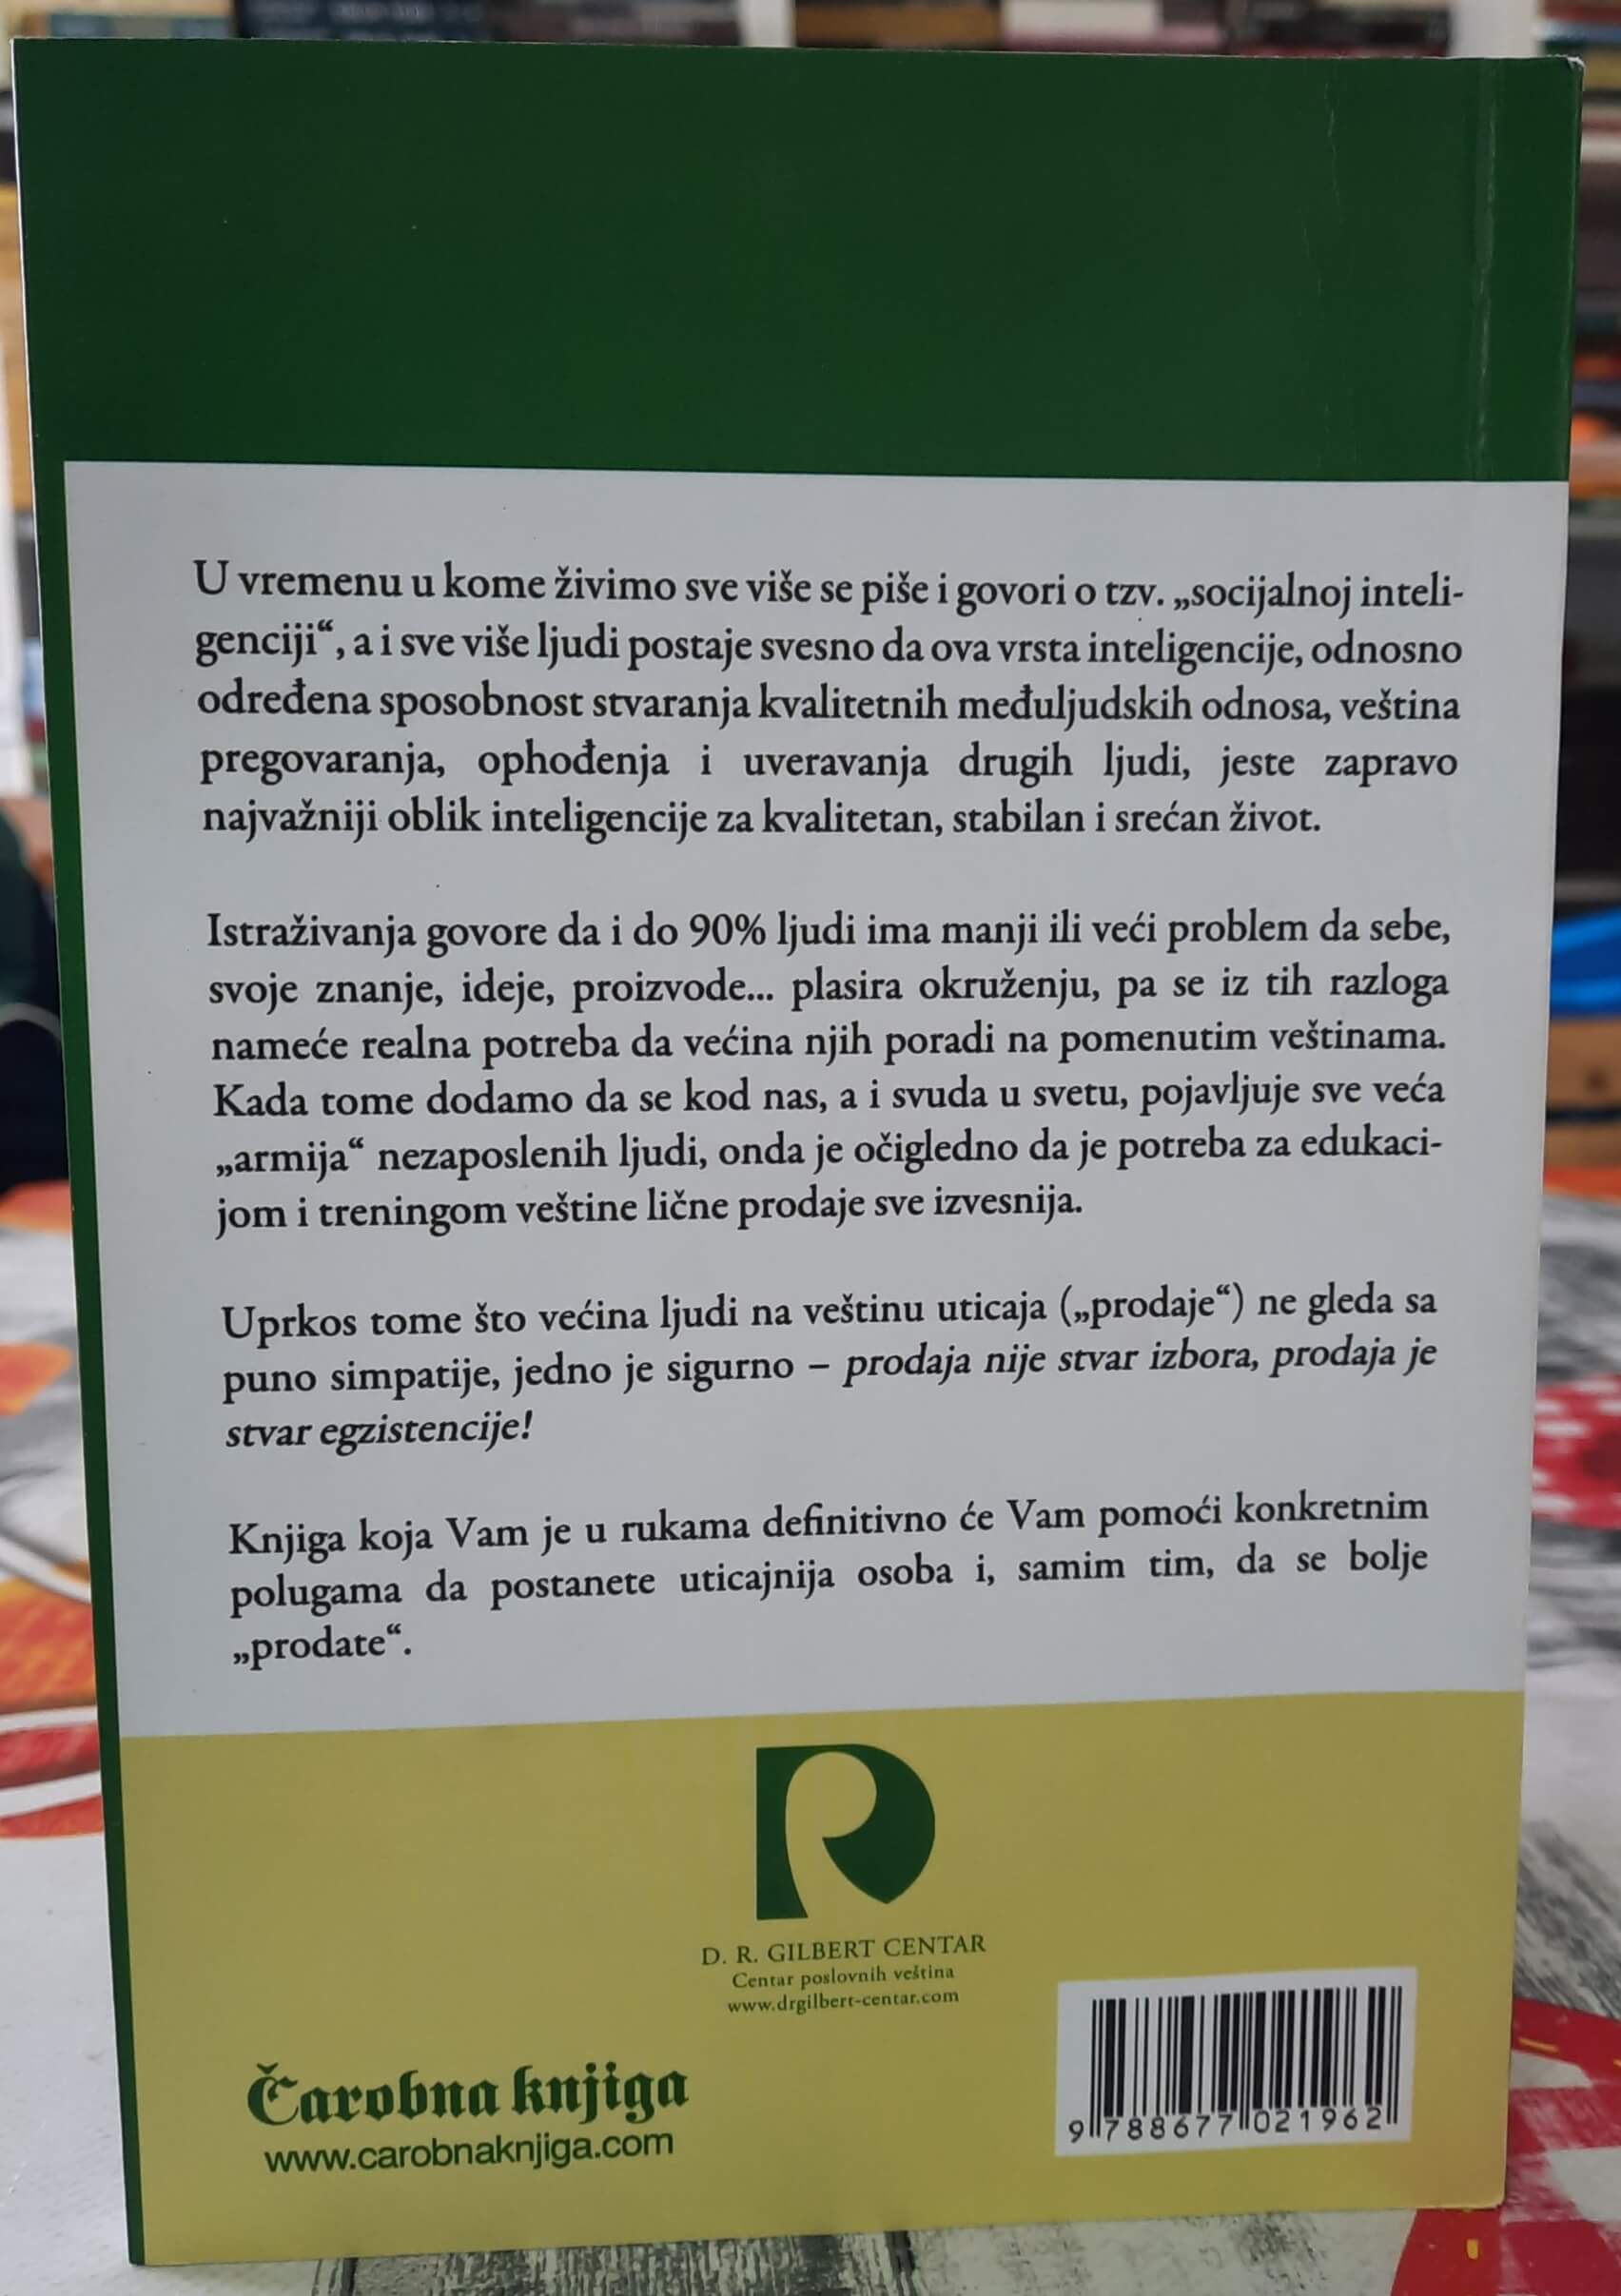 U vremenu u kome živimo sve više se piše i govori o tzv. „socijalnoj inteli-
genciji“, a i sve više ljudi postaje svesno da ova vrsta inteligencije, odnosno
određena sposobnost stvaranja kvalitetnih međuljudskih odnosa, veština
pregovaranja, ophođenja i uveravanja drugih ljudi, jeste zapravo
najvažniji oblik inteligencije za kvalitetan, stabilan i srećan život.
Istraživanja govore da i do 90% ljudi ima manji ili veći problem da sebe,
svoje znanje, ideje, proizvode... plasira okruženju, pa se iz tih razloga
nameće realna potreba da većina njih poradi na pomenutim veštinama.
Kada tome dodamo da se kod nas, a i svuda u svetu, pojavljuje sve veća
„armija“ nezaposlenih ljudi, onda je očigledno da je potreba za edukaci-
jom i treningom veštine lične prodaje sve izvesnija.
Uprkos tome što većina ljudi na veštinu uticaja („prodaje“) ne gleda sa
puno simpatije, jedno je sigurno – prodaja nije stvar izbora, prodaja je
stvar egzistencije!
Knjiga koja Vam je u rukama definitivno će Vam pomoći konkretnim
polugama da postanete uticajnija osoba i, samim tim, da se bolje
„prodate“.
D. R. GILBERT CENTAR
Centar poslovnih veština
www.drgilbert-centar.com
Čarobna knjiga
www.carobnaknjiga.com
9 788677 021962